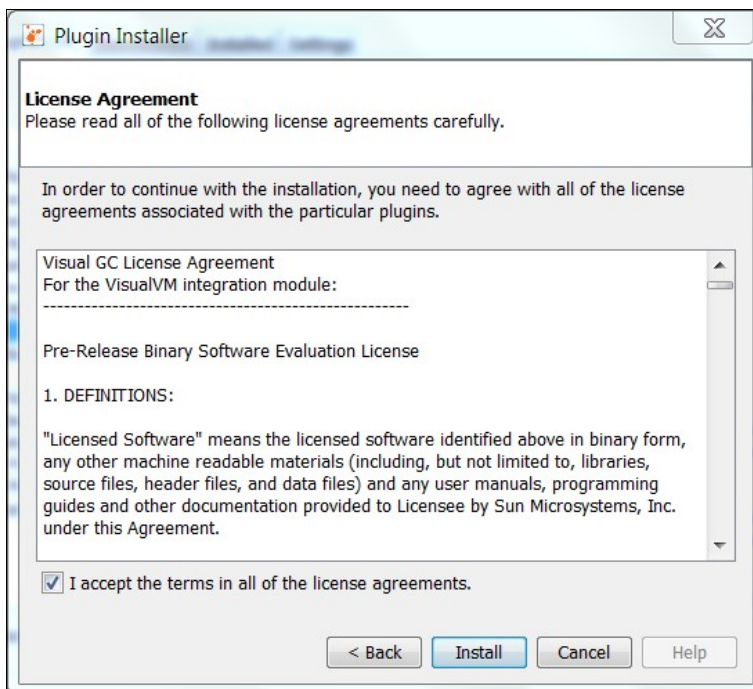 Plugin Installer
Installed Settings
License Agreement
Please read all of the following license agreements carefully.
In order to continue with the installation, you need to agree with all of the license
agreements associated with the particular plugins.
Visual GC License Agreement
For the VisualVM integration module:
-----------------------------------------------------
Pre-Release Binary Software Evaluation License
1. DEFINITIONS:
"Licensed Software" means the licensed software identified above in binary form,
any other machine readable materials (including, but not limited to, libraries,
source files, header files, and data files) and any user manuals, programming
guides and other documentation provided to Licensee by Sun Microsystems, Inc.
under this Agreement.
I accept the terms in all of the license agreements.
< Back Install Cancel Help